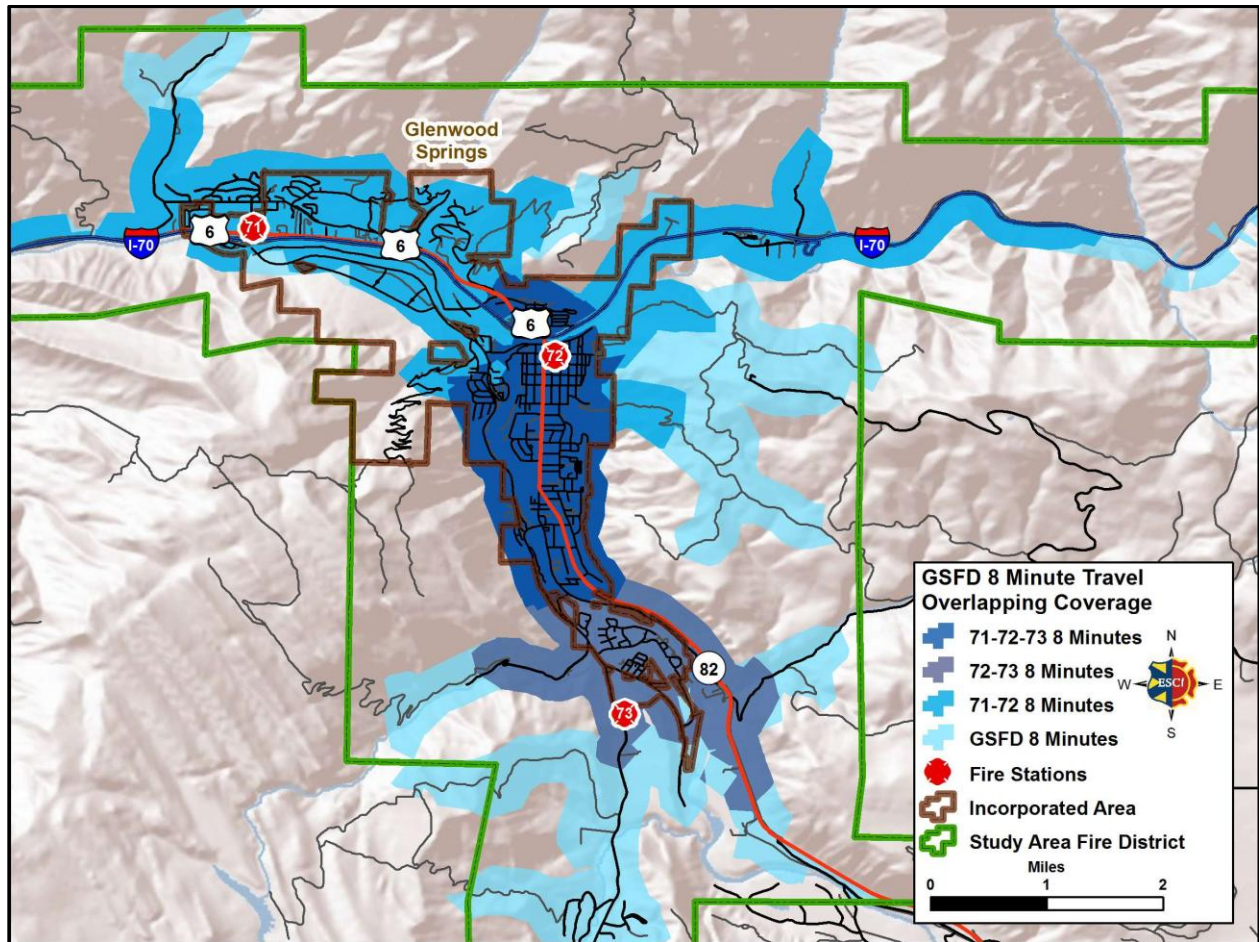 Glenwood
Springs
6
71
I-70
6
I-70
6
72
82
73
GSFD 8 Minute Travel
Overlapping Coverage
71-72-73 8 Minutes
72-73 8 Minutes
71-72 8 Minutes
GSFD 8 Minutes
Fire Stations
Incorporated Area
Study Area Fire District
N
W
ESCI
E
S
Miles
0 1 2